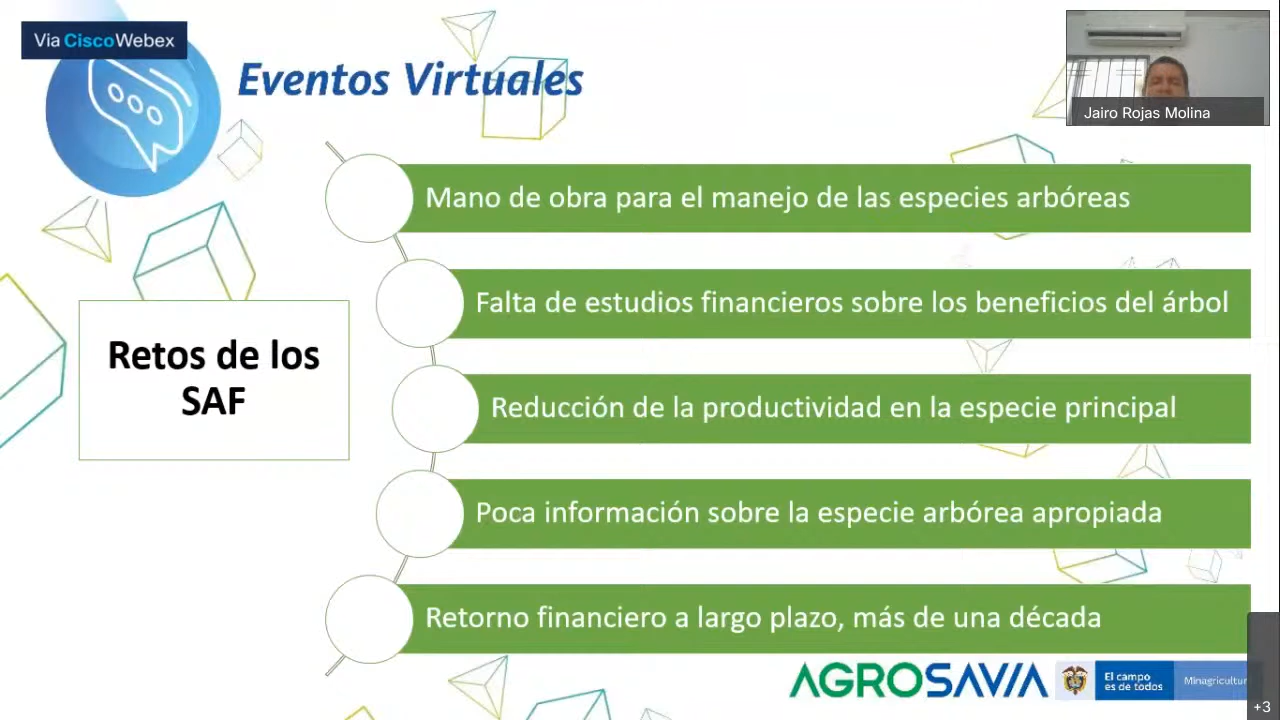 Vía CiscoWebex
Eventos Virtuales
Jairo Rojas Molina
Mano de obra para el manejo de las especies arbóreas
Falta de estudios financieros sobre los beneficios del árbol
Retos de los
SAF
Reducción de la productividad en la especie principal
Poca información sobre la especie arbórea apropiada
Retorno financiero a largo plazo, más de una década
AGROSAVIA
El campo
es de todos
Minagricultur
+3